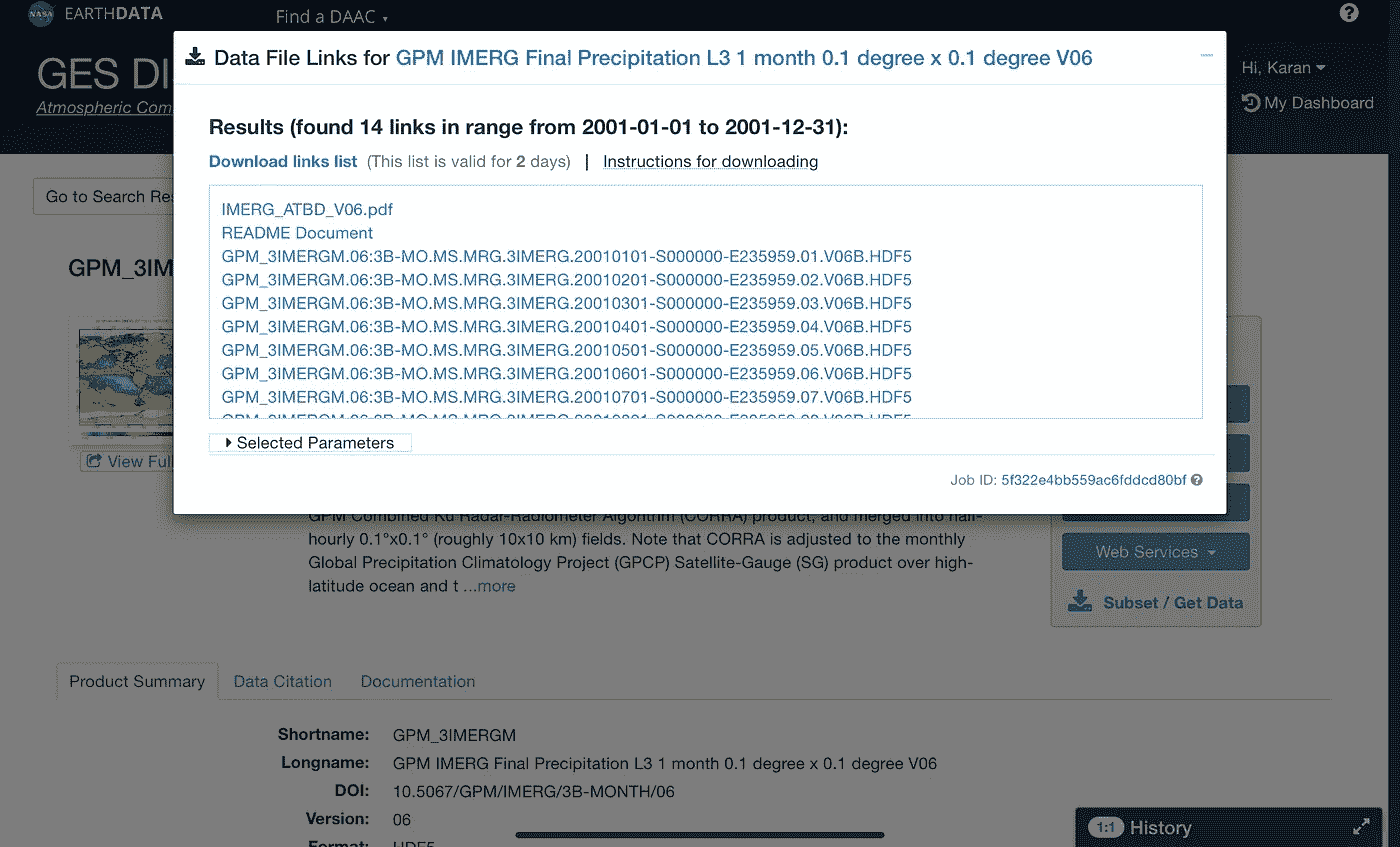 NASA
EARTHDATA
Find a DAAC
GES DI
Atmospheric Com
Hi, Karan
My Dashboard
Data File Links for GPM IMERG Final Precipitation L3 1 month 0.1 degree x 0.1 degree V06
Results (found 14 links in range from 2001-01-01 to 2001-12-31):
Download links list (This list is valid for 2 days) | Instructions for downloading
IMERG_ATBD_V06.pdf
README Document
GPM_3IMERGM.06:3B-MO.MS.MRG.3IMERG.20010101-S000000-E235959.01.V06B.HDF5
GPM_3IMERGM.06:3B-MO.MS.MRG.3IMERG.20010201-S000000-E235959.02.V06B.HDF5
GPM_3IMERGM.06:3B-MO.MS.MRG.3IMERG.20010301-S000000-E235959.03.V06B.HDF5
GPM_3IMERGM.06:3B-MO.MS.MRG.3IMERG.20010401-S000000-E235959.04.V06B.HDF5
GPM_3IMERGM.06:3B-MO.MS.MRG.3IMERG.20010501-S000000-E235959.05.V06B.HDF5
GPM_3IMERGM.06:3B-MO.MS.MRG.3IMERG.20010601-S000000-E235959.06.V06B.HDF5
GPM_3IMERGM.06:3B-MO.MS.MRG.3IMERG.20010701-S000000-E235959.07.V06B.HDF5
Selected Parameters
Job ID: 5f322e4bb559ac6fddcd80bf
Go to Search Res
GPM_3IM
View Full
GPM Combined Ku Radar-Radiometer Algorithm (CORRA) product, and merged into half-
hourly 0.1°x0.1° (roughly 10x10 km) fields. Note that CORRA is adjusted to the monthly
Global Precipitation Climatology Project (GPCP) Satellite-Gauge (SG) product over high-
latitude ocean and t ...more
Web Services
Subset / Get Data
Product Summary
Data Citation
Documentation
Shortname: GPM_3IMERGM
Longname: GPM IMERG Final Precipitation L3 1 month 0.1 degree x 0.1 degree V06
DOI: 10.5067/GPM/IMERG/3B-MONTH/06
Version: 06
Format: HDF5
1:1 History